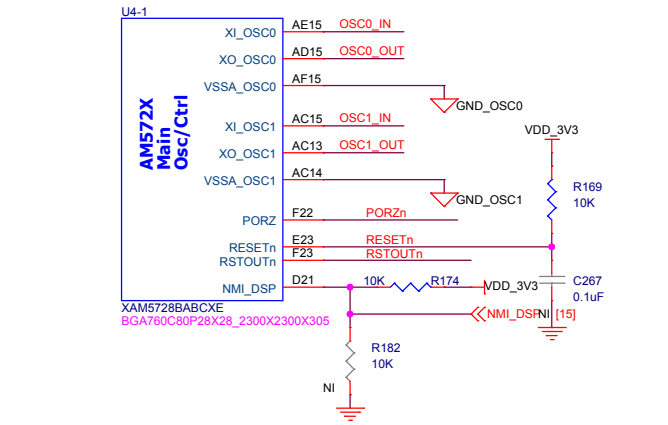 U4-1
XI_OSC0 AE15 OSC0_IN
XO_OSC0 AD15 OSC0_OUT
VSSA_OSC0 AF15
GND_OSC0
XI_OSC1 AC15 OSC1_IN
VDD_3V3
XO_OSC1 AC13 OSC1_OUT
AM572X
Main
Osc/Ctrl
VSSA_OSC1 AC14
GND_OSC1
R169
10K
PORZ F22 PORZn
RESETn E23 RESETn
RSTOUTn F23 RSTOUTn
NMI_DSP D21
10K R174 VDD_3V3
C267
0.1uF
XAM5728BABCXE
BGA760C80P28X28_2300X2300X305
NMI_DSPn NI [15]
R182
10K
NI